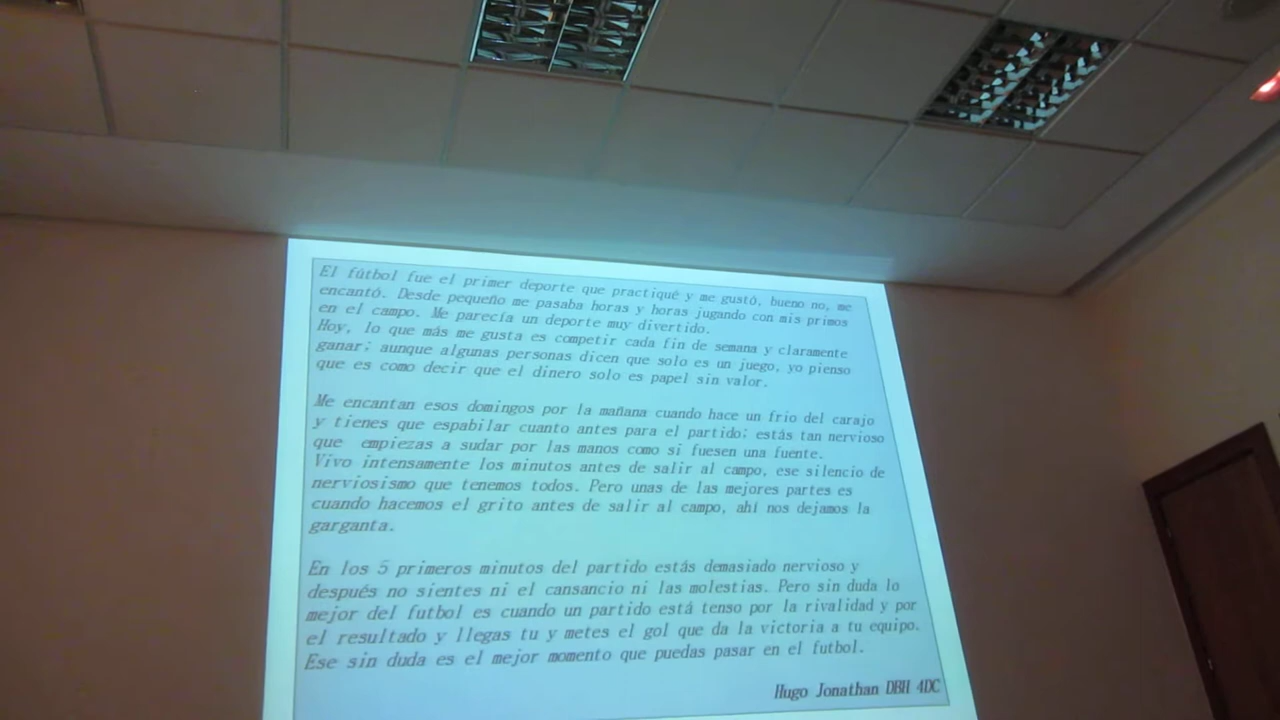 El fútbol fue el primer deporte que practiqué y me gustó, bueno no, me
encantó. Desde pequeño me pasaba horas y horas jugando con mis primos
en el campo. Me parecía un deporte muy divertido.
Hoy, lo que más me gusta es competir cada fin de semana y claramente
ganar; aunque algunas personas dicen que solo es un juego, yo pienso
que es como decir que el dinero solo es papel sin valor.
Me encantan esos domingos por la mañana cuando hace un frio del carajo
y tienes que espabilar cuanto antes para el partido; estás tan nervioso
que empiezas a sudar por las manos como si fuesen una fuente.
Vivo intensamente los minutos antes de salir al campo, ese silencio de
nerviosismo que tenemos todos. Pero unas de las mejores partes es
cuando hacemos el grito antes de salir al campo, ahí nos dejamos la
garganta.
En los 5 primeros minutos del partido estás demasiado nervioso y
después no sientes ni el cansancio ni las molestias. Pero sin duda lo
mejor del futbol es cuando un partido está tenso por la rivalidad y por
el resultado y llegas tu y metes el gol que da la victoria a tu equipo.
Ese sin duda es el mejor momento que puedas pasar en el futbol.
Hugo Jonathan DBH 4DC